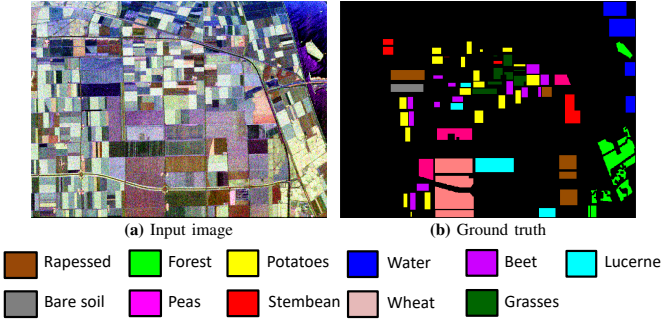 (a) Input image (b) Ground truth
Rapessed Forest Potatoes Water Beet Lucerne
Bare soil Peas Stembean Wheat Grasses